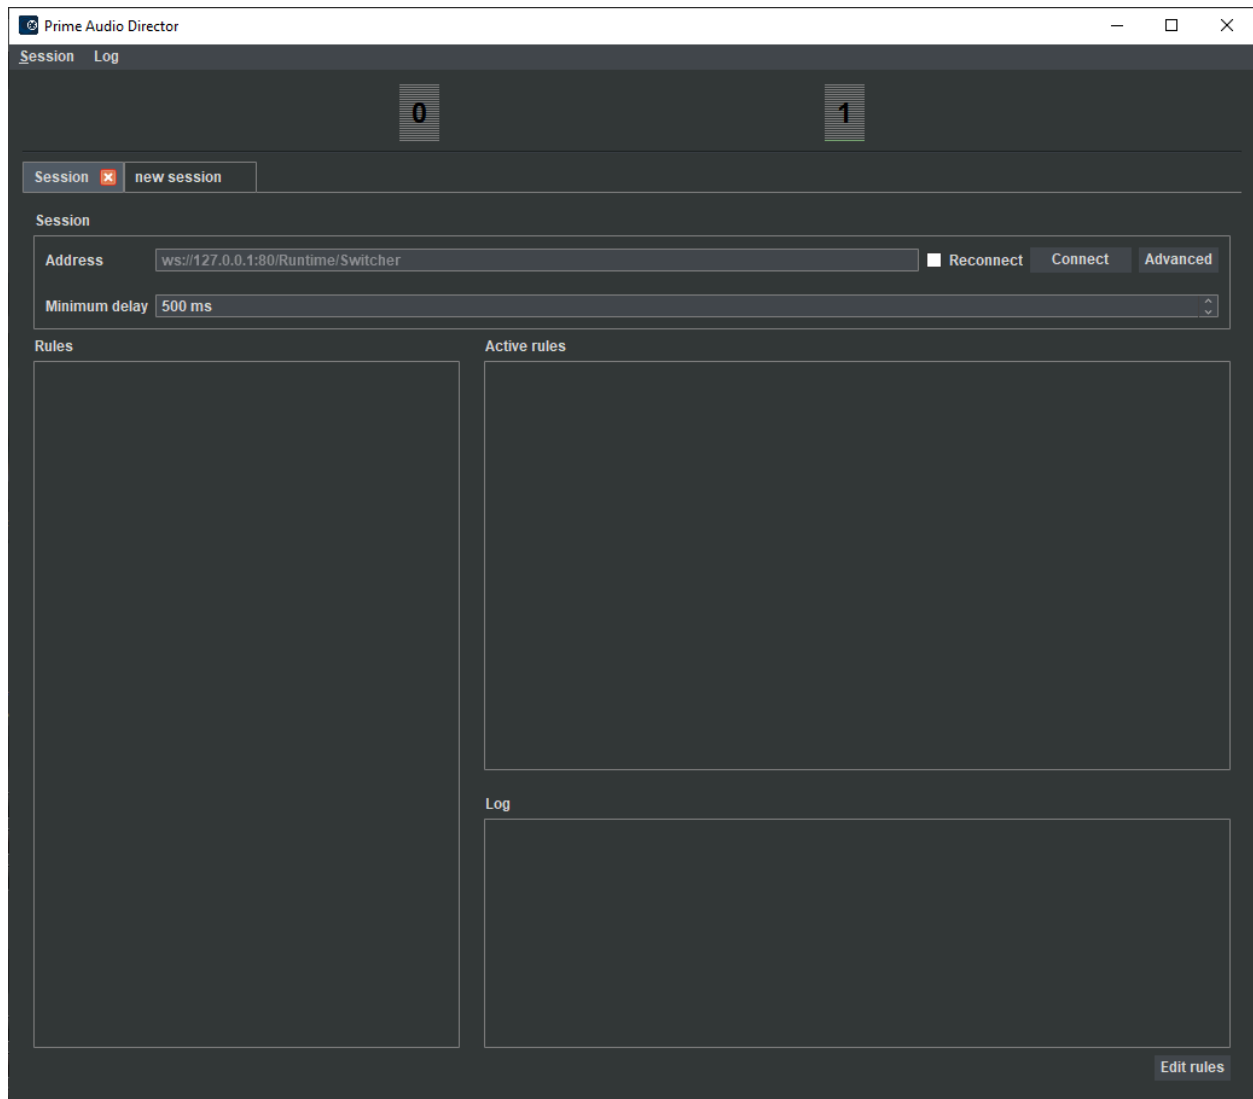 Prime Audio Director
Session Log
0 1
Session new session
Session
Address ws://127.0.0.1:80/Runtime/Switcher Reconnect Connect Advanced
Minimum delay 500 ms
Rules Active rules
Log
Edit rules